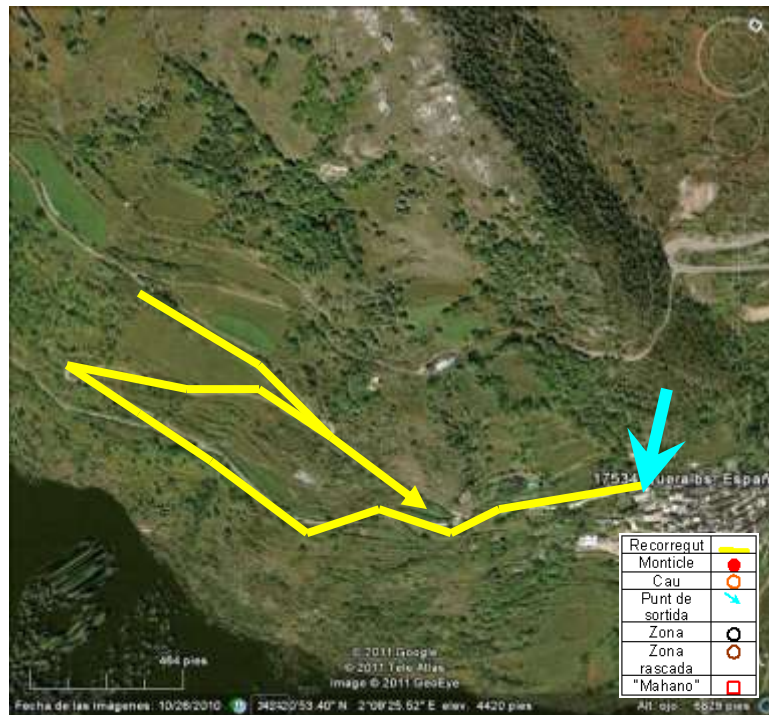 Recorregut
Monticle
Cau
Punt de
sortida
Zona
Zona
rascada
"Mahano"
464 pies
© 2011 Google
© 2011 Tele Atlas
Image © 2011 GeoEye
Fecha de las imágenes: 10/26/2010 2°08'25.52" E elev. 4420 pies Alt. ojo 6829 pies